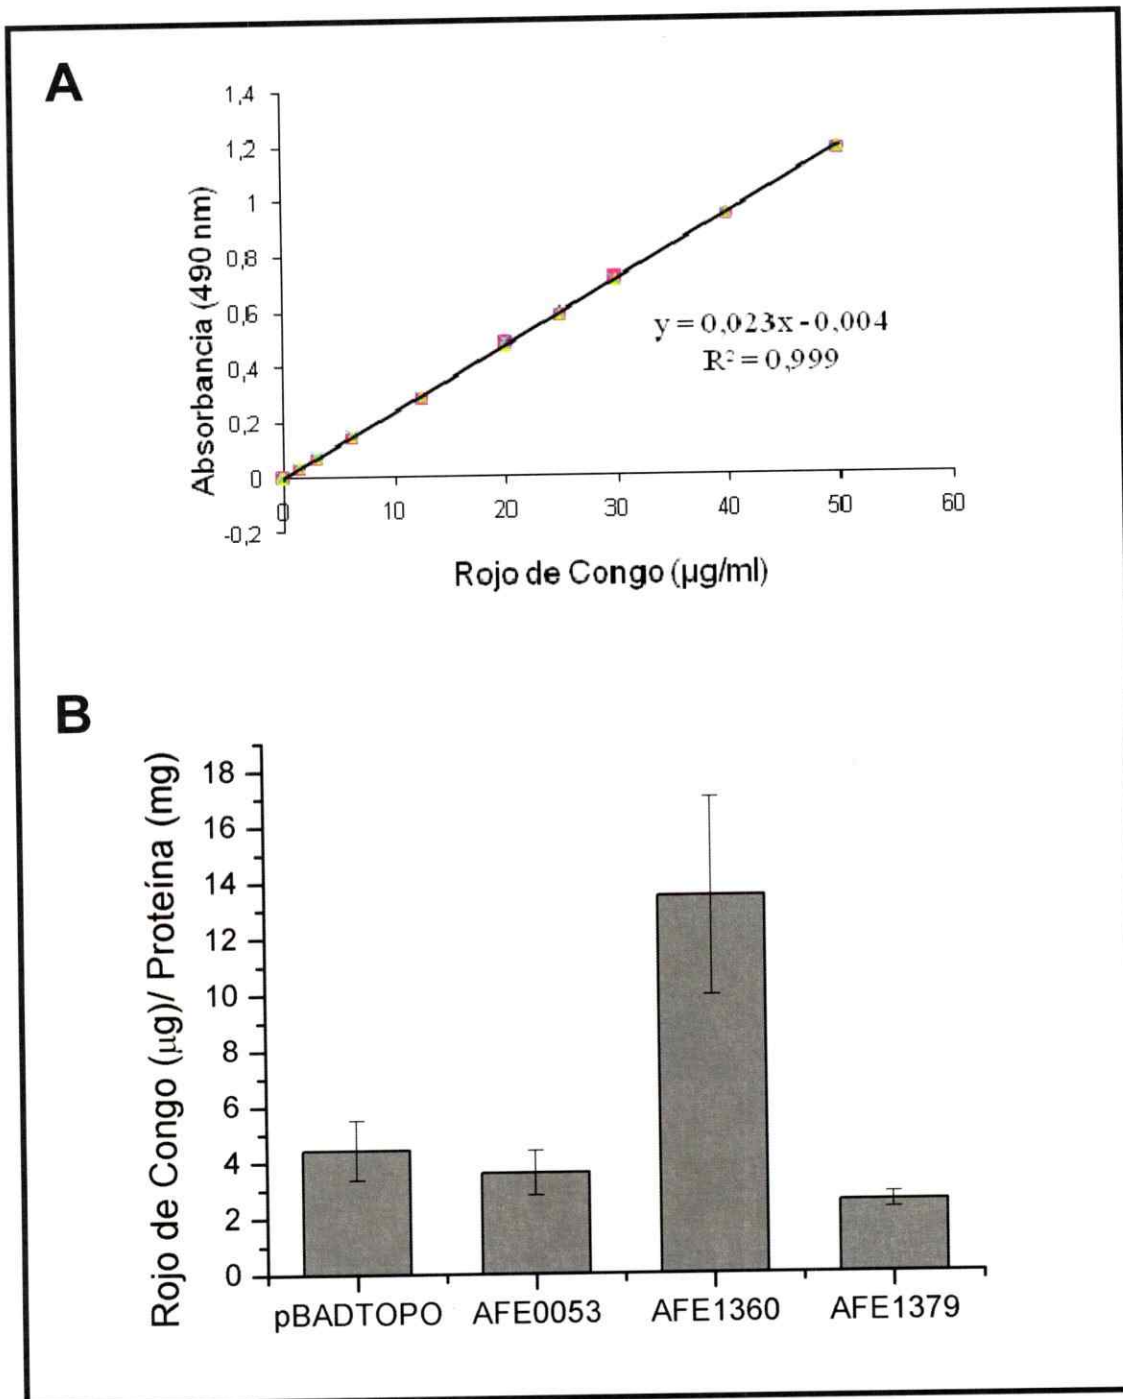 A
1,4
1,2
1
0,8
0,6
0,4
0,2
0
-0,2
Absorbancia (490 nm)
y = 0,023x - 0,004
R² = 0,999
0 10 20 30 40 50 60
Rojo de Congo (µg/ml)
B
18
16
14
12
10
8
6
4
2
0
Rojo de Congo (µg)/ Proteína (mg)
pBADTOPO AFE0053 AFE1360 AFE1379